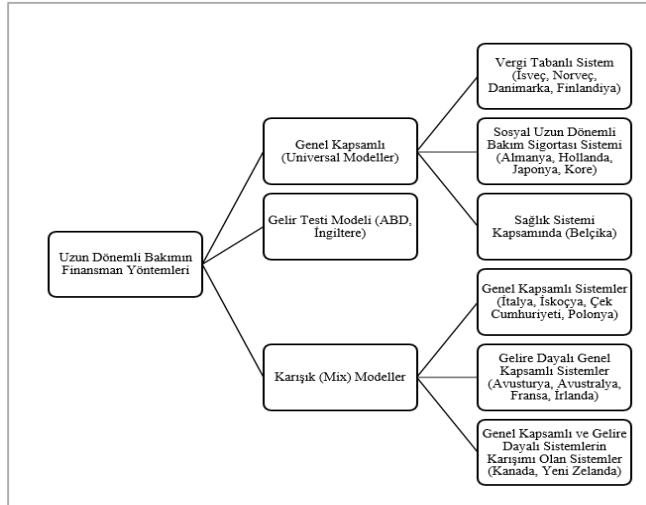 Uzun Dönemli Bakımın
Finansman Yöntemleri
Genel Kapsamlı
(Universal Modeller)
Vergi Tabanlı Sistem
(İsveç, Norveç,
Danimarka, Finlandiya)
Sosyal Uzun Dönemli
Bakım Sigortası Sistemi
(Almanya, Hollanda,
Japonya, Kore)
Sağlık Sistemi
Kapsamında (Belçika)
Gelir Testi Modeli (ABD,
İngiltere)
Karışık (Mix) Modeller
Genel Kapsamlı Sistemler
(İtalya, İskoçya, Çek
Cumhuriyeti, Polonya)
Gelire Dayalı Genel
Kapsamlı Sistemler
(Avusturya, Avustralya,
Fransa, İrlanda)
Genel Kapsamlı ve Gelire
Dayalı Sistemlerin
Karışımı Olan Sistemler
(Kanada, Yeni Zelanda)